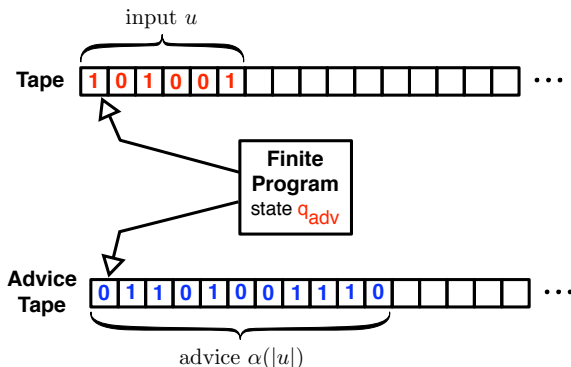 input u
Tape 1 0 1 0 0 1 ...
Finite
Program
state q_adv
Advice
Tape
0 1 1 0 1 0 0 1 1 1 0 ...
advice α(|u|)